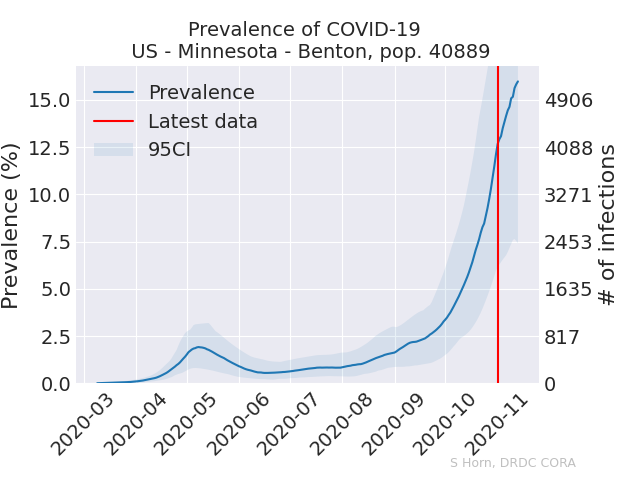 Prevalence of COVID-19
US - Minnesota - Benton, pop. 40889
Prevalence
Latest data
95CI
Prevalence (%)
15.0
12.5
10.0
7.5
5.0
2.5
0.0
4906
4088
3271
2453
1635
817
0
# of infections
2020-03
2020-04
2020-05
2020-06
2020-07
2020-08
2020-09
2020-10
2020-11
S Horn, DRDC CORA